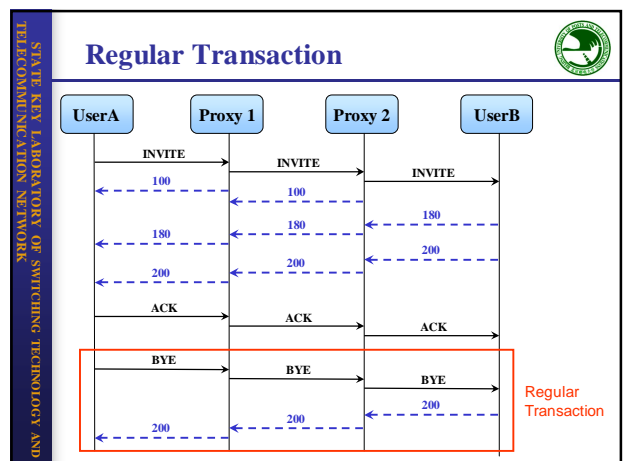 STATE KEY LABORATORY OF SWITCHING TECHNOLOGY AND
TELECOMMUNICATION NETWORK
Regular Transaction
UserA
Proxy 1
Proxy 2
UserB
INVITE
INVITE
INVITE
100
100
180
180
180
200
200
200
ACK
ACK
ACK
BYE
BYE
BYE
200
200
200
Regular
Transaction